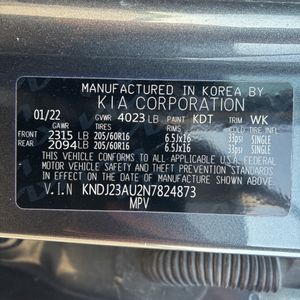 MANUFACTURED IN KOREA BY
KIA CORPORATION
01/22 GVWR 4023 LB PAINT KDT TRIM WK
GAWR TIRES RIMS COLD TIRE INFL. PRESS.
FRONT 2315 LB 205/60R16 6.5Jx16 33psi SINGLE
REAR 2094 LB 205/60R16 6.5Jx16 33psi SINGLE
THIS VEHICLE CONFORMS TO ALL APPLICABLE U.S.A. FEDERAL
MOTOR VEHICLE SAFETY AND THEFT PREVENTION STANDARDS
IN EFFECT ON THE DATE OF MANUFACTURE SHOWN ABOVE.
V.I.N KNDJ23AU2N7824873
MPV